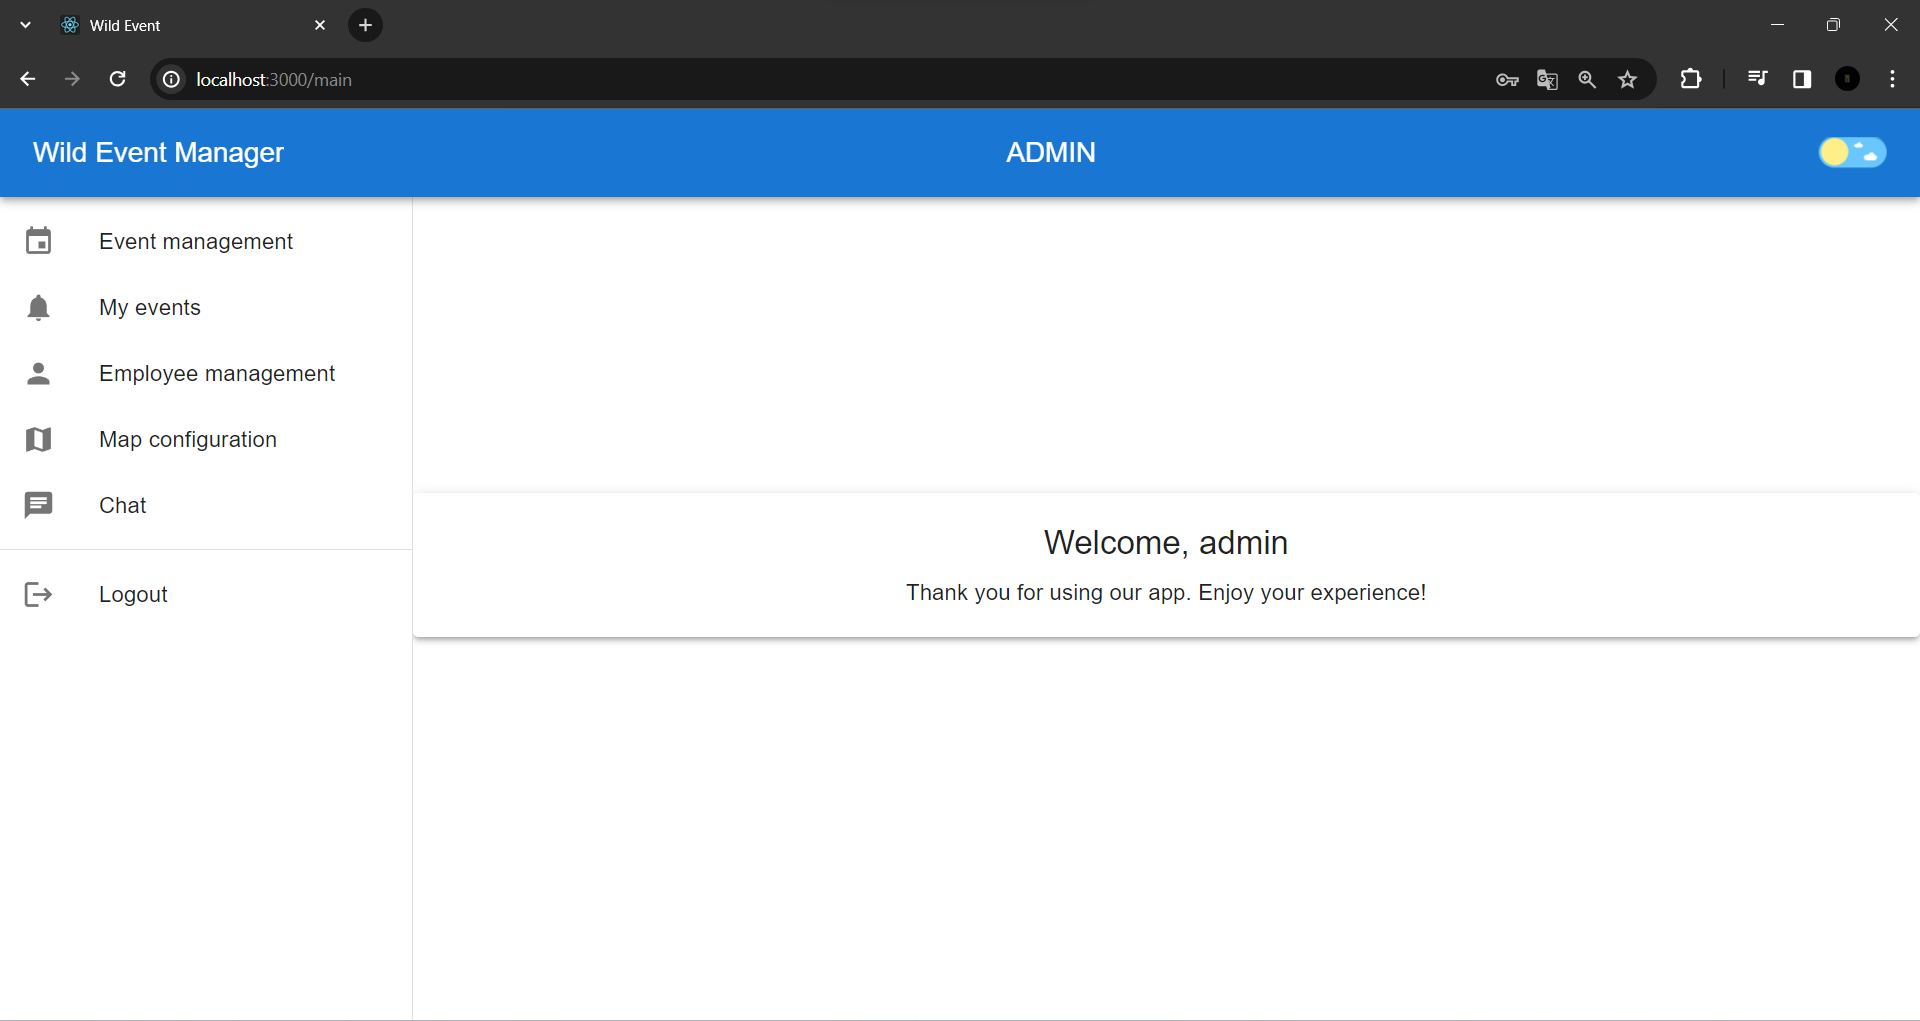 Wild Event
localhost:3000/main
Wild Event Manager
ADMIN
Event management
My events
Employee management
Map configuration
Chat
Logout
Welcome, admin
Thank you for using our app. Enjoy your experience!